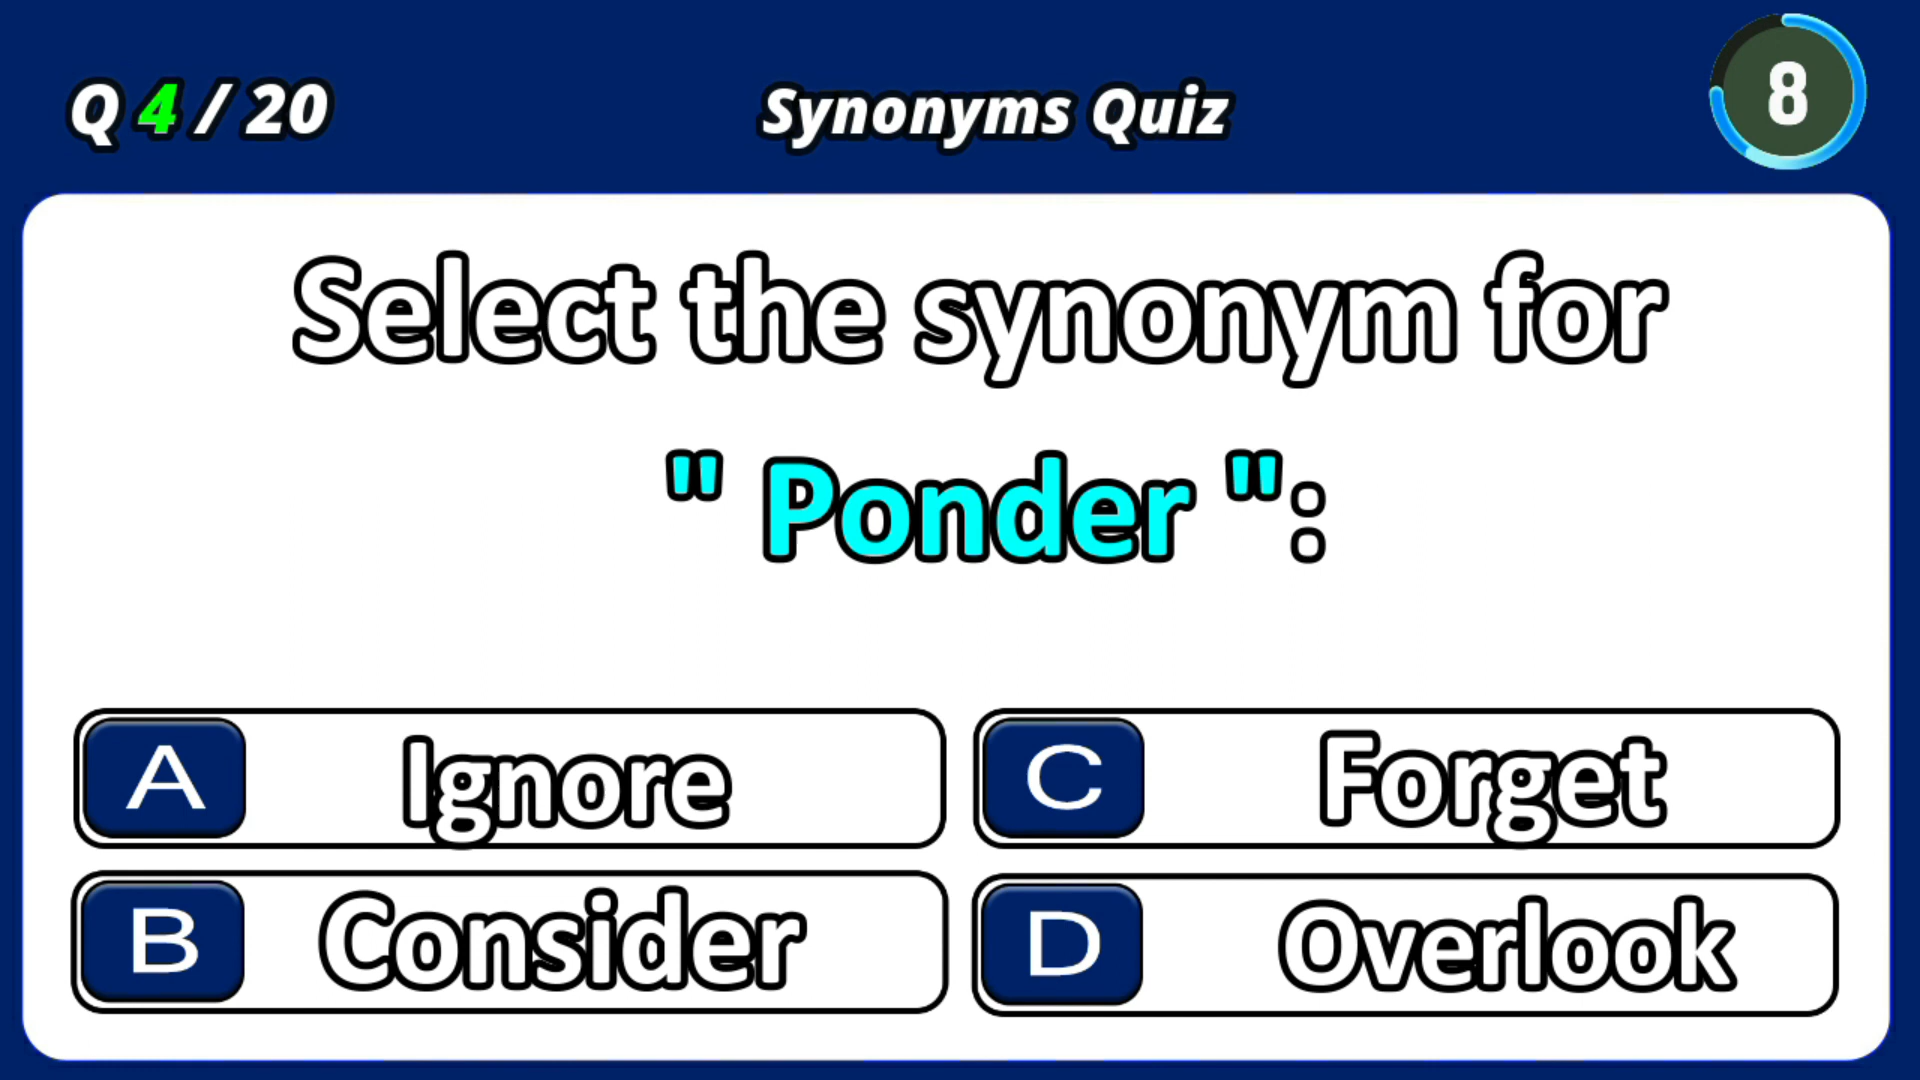 Q 4 / 20
Synonyms Quiz
8
Select the synonym for
" Ponder ":
A Ignore
C Forget
B Consider
D Overlook